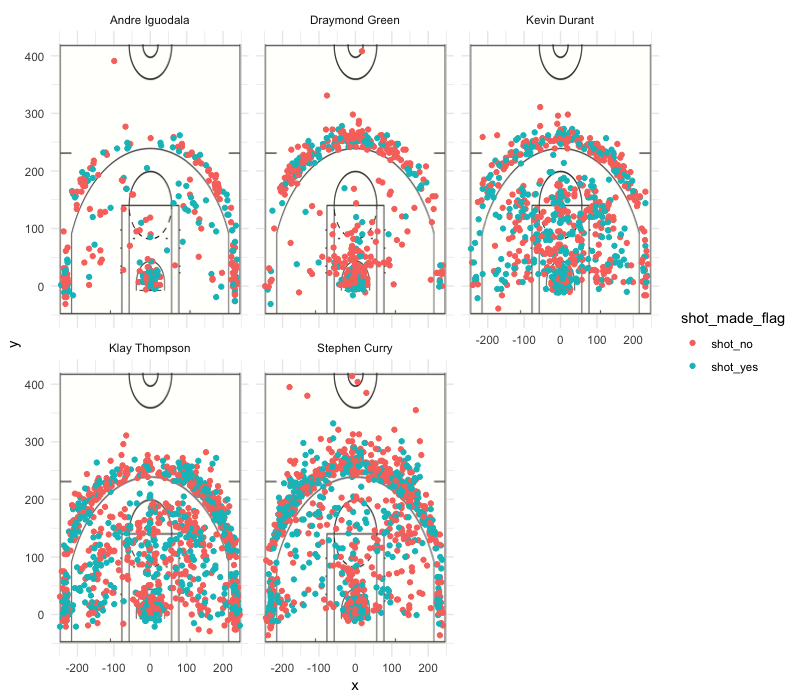 Andre Iguodala Draymond Green Kevin Durant
400
300
200
100
0
-200 -100 0 100 200
shot_made_flag
shot_no
shot_yes
y
Klay Thompson Stephen Curry
400
300
200
100
0
-200 -100 0 100 200 -200 -100 0 100 200
x